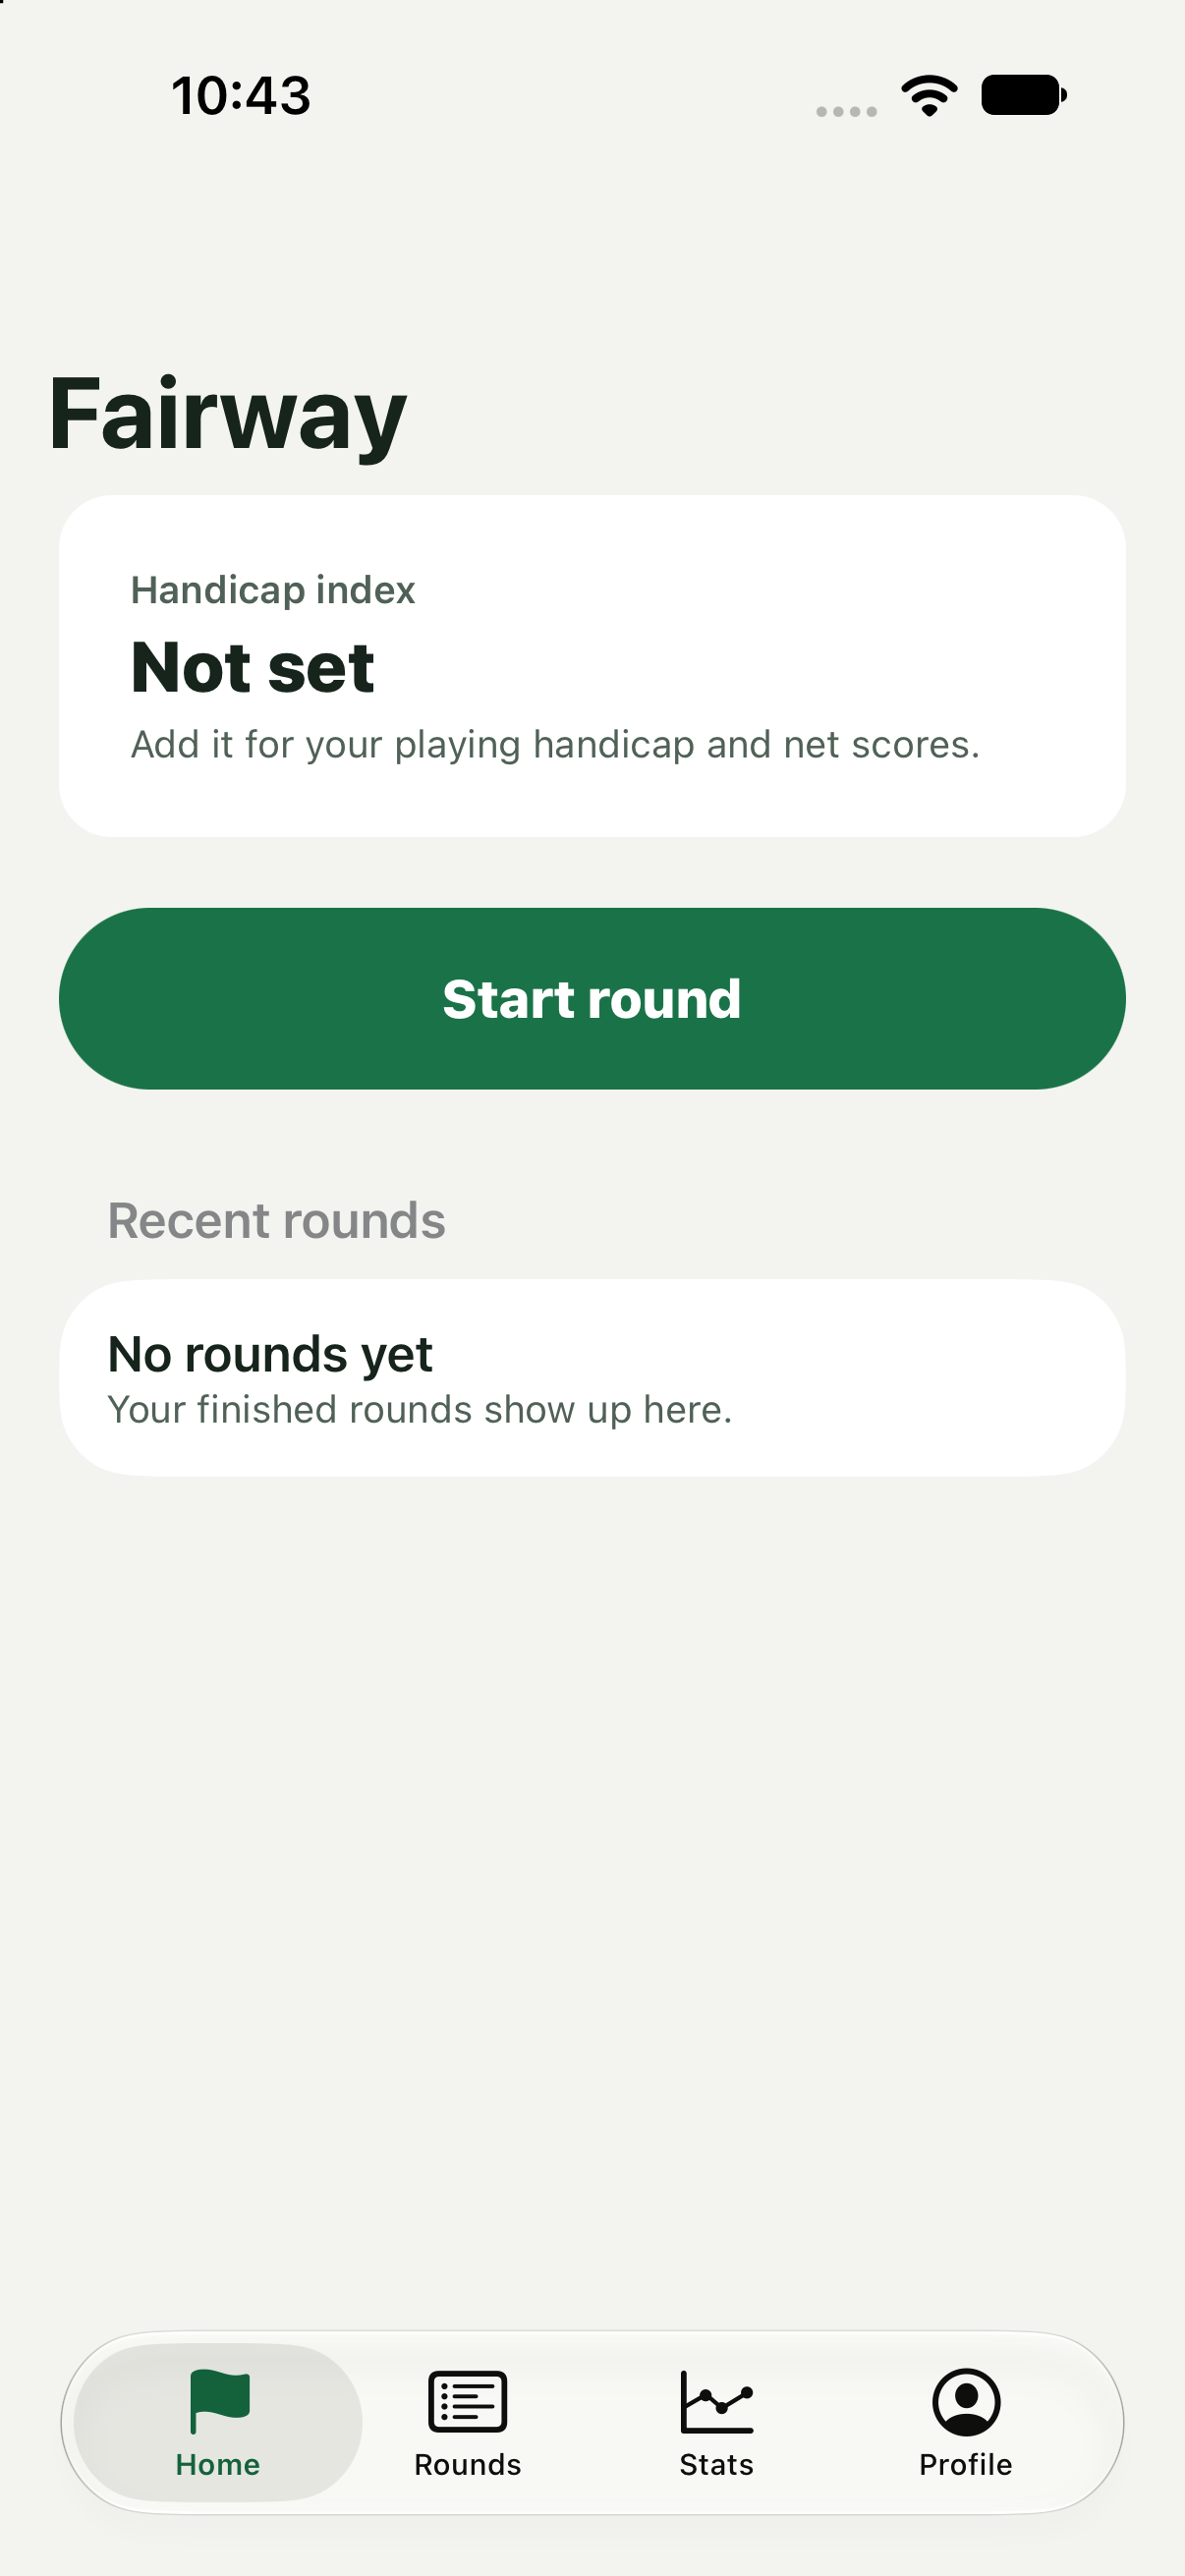 10:43
Fairway
Handicap index
Not set
Add it for your playing handicap and net scores.
Start round
Recent rounds
No rounds yet
Your finished rounds show up here.
Home
Rounds
Stats
Profile